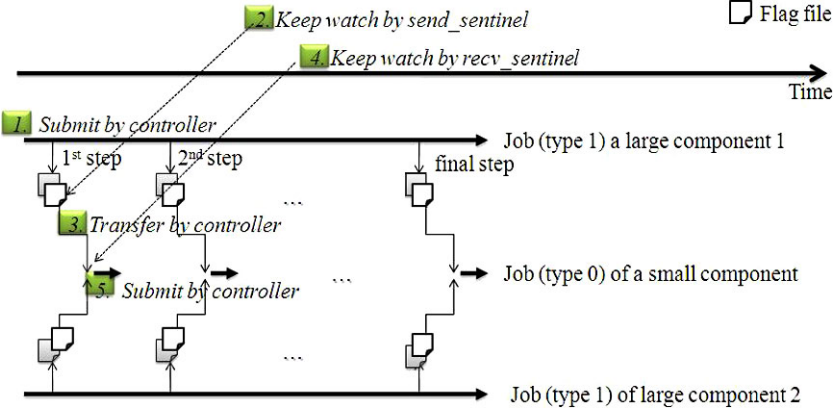 2. Keep watch by send_sentinel
Flag file
4. Keep watch by recv_sentinel
Time
1. Submit by controller
Job (type 1) a large component 1
1st step
2nd step
final step
...
3. Transfer by controller
...
Job (type 0) of a small component
5. Submit by controller
...
Job (type 1) of large component 2